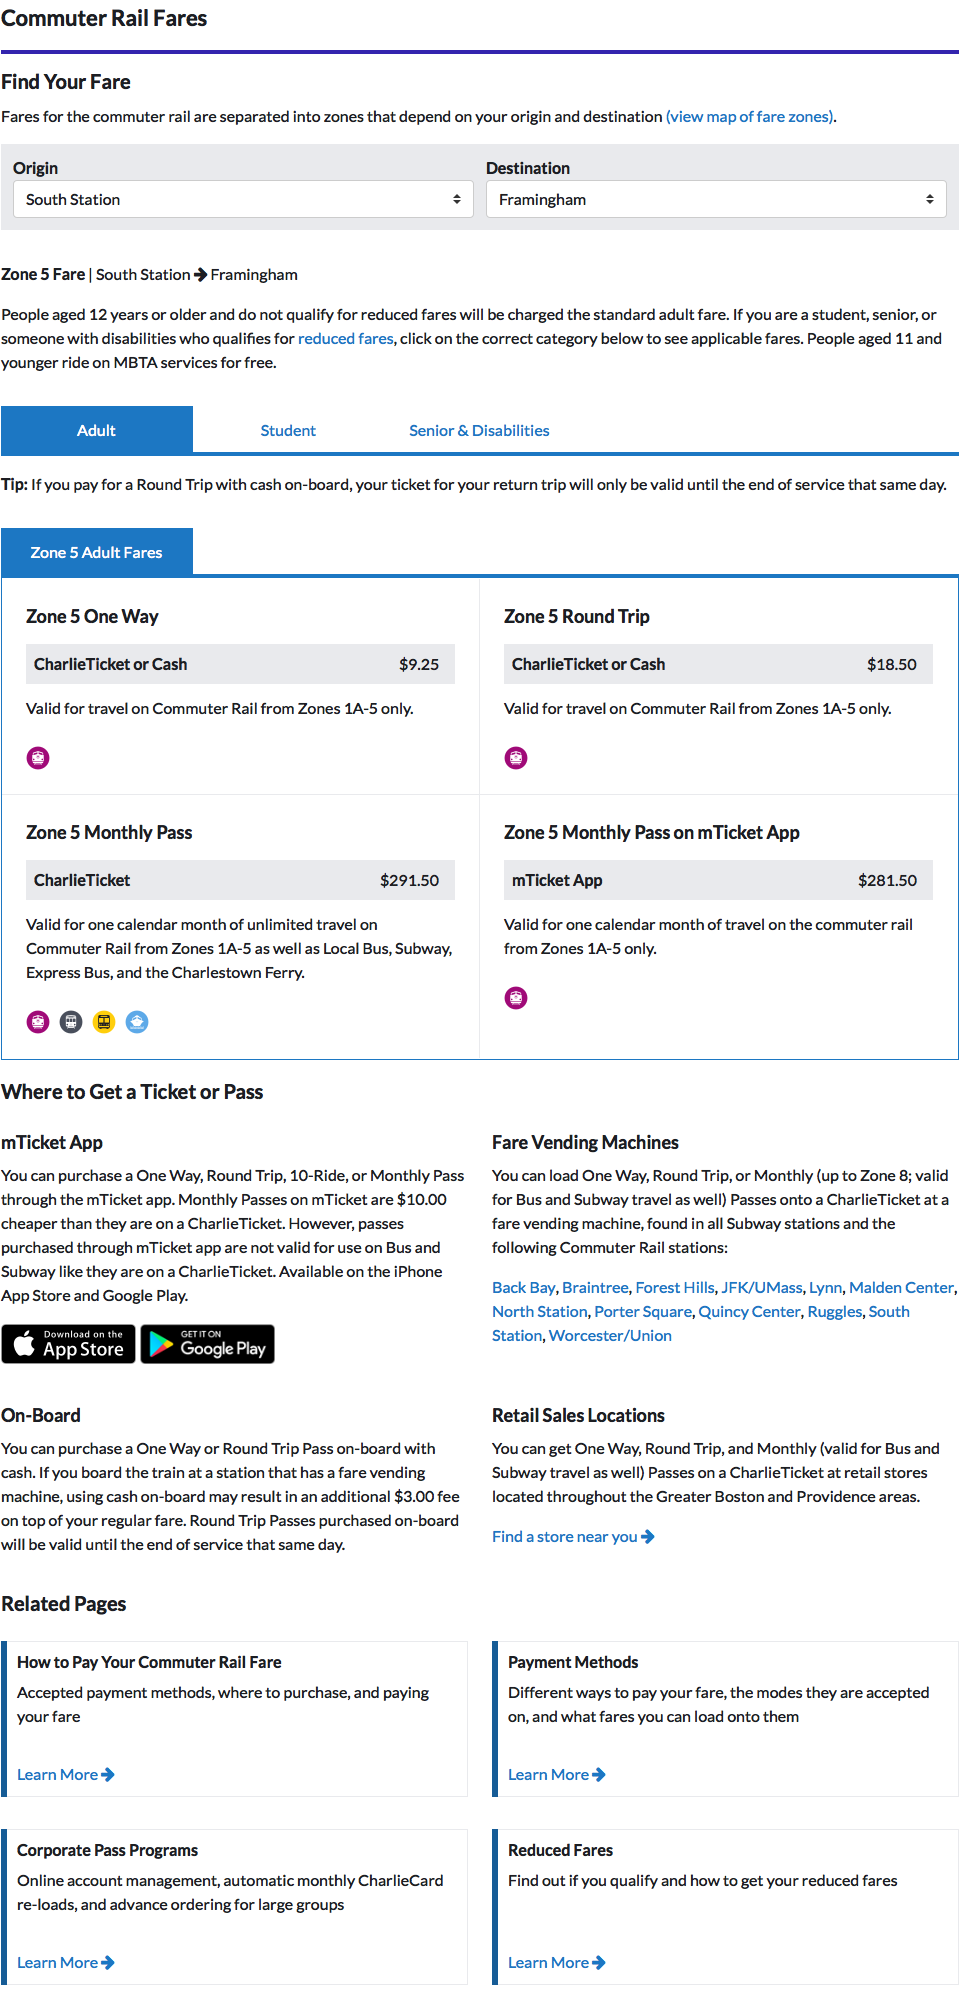 Commuter Rail Fares
Find Your Fare
Fares for the commuter rail are separated into zones that depend on your origin and destination (view map of fare zones).
Origin
South Station
Destination
Framingham
Zone 5 Fare | South Station → Framingham
People aged 12 years or older and do not qualify for reduced fares will be charged the standard adult fare. If you are a student, senior, or
someone with disabilities who qualifies for reduced fares, click on the correct category below to see applicable fares. People aged 11 and
younger ride on MBTA services for free.
Adult
Student
Senior & Disabilities
Tip: If you pay for a Round Trip with cash on-board, your ticket for your return trip will only be valid until the end of service that same day.
Zone 5 Adult Fares
Zone 5 One Way
CharlieTicket or Cash $9.25
Valid for travel on Commuter Rail from Zones 1A-5 only.
Zone 5 Round Trip
CharlieTicket or Cash $18.50
Valid for travel on Commuter Rail from Zones 1A-5 only.
Zone 5 Monthly Pass
CharlieTicket $291.50
Valid for one calendar month of unlimited travel on
Commuter Rail from Zones 1A-5 as well as Local Bus, Subway,
Express Bus, and the Charlestown Ferry.
Zone 5 Monthly Pass on mTicket App
mTicket App $281.50
Valid for one calendar month of travel on the commuter rail
from Zones 1A-5 only.
Where to Get a Ticket or Pass
mTicket App
You can purchase a One Way, Round Trip, 10-Ride, or Monthly Pass
through the mTicket app. Monthly Passes on mTicket are $10.00
cheaper than they are on a CharlieTicket. However, passes
purchased through mTicket app are not valid for use on Bus and
Subway like they are on a CharlieTicket. Available on the iPhone
App Store and Google Play.
Download on the
App Store
GET IT ON
Google Play
Fare Vending Machines
You can load One Way, Round Trip, or Monthly (up to Zone 8; valid
for Bus and Subway travel as well) Passes onto a CharlieTicket at a
fare vending machine, found in all Subway stations and the
following Commuter Rail stations:
Back Bay, Braintree, Forest Hills, JFK/UMass, Lynn, Malden Center,
North Station, Porter Square, Quincy Center, Ruggles, South
Station, Worcester/Union
On-Board
You can purchase a One Way or Round Trip Pass on-board with
cash. If you board the train at a station that has a fare vending
machine, using cash on-board may result in an additional $3.00 fee
on top of your regular fare. Round Trip Passes purchased on-board
will be valid until the end of service that same day.
Retail Sales Locations
You can get One Way, Round Trip, and Monthly (valid for Bus and
Subway travel as well) Passes on a CharlieTicket at retail stores
located throughout the Greater Boston and Providence areas.
Find a store near you →
Related Pages
How to Pay Your Commuter Rail Fare
Accepted payment methods, where to purchase, and paying
your fare
Learn More →
Payment Methods
Different ways to pay your fare, the modes they are accepted
on, and what fares you can load onto them
Learn More →
Corporate Pass Programs
Online account management, automatic monthly CharlieCard
re-loads, and advance ordering for large groups
Learn More →
Reduced Fares
Find out if you qualify and how to get your reduced fares
Learn More →